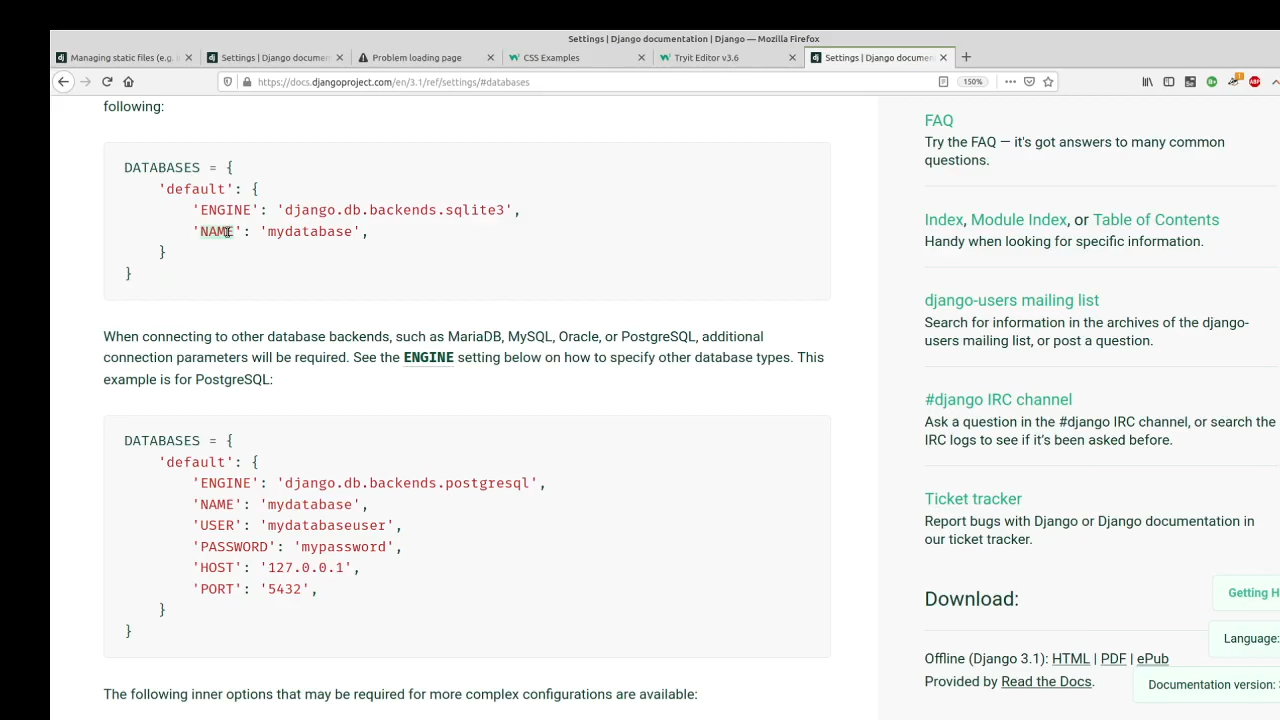 Settings | Django documentation | Django — Mozilla Firefox
Managing static files (e.g.
Settings | Django documen
Problem loading page
CSS Examples
Tryit Editor v3.6
Settings | Django documen
https://docs.djangoproject.com/en/3.1/ref/settings/#databases
150%
following:
DATABASES = {
    'default': {
        'ENGINE': 'django.db.backends.sqlite3',
        'NAME': 'mydatabase',
    }
}
When connecting to other database backends, such as MariaDB, MySQL, Oracle, or PostgreSQL, additional
connection parameters will be required. See the ENGINE setting below on how to specify other database types. This
example is for PostgreSQL:
DATABASES = {
    'default': {
        'ENGINE': 'django.db.backends.postgresql',
        'NAME': 'mydatabase',
        'USER': 'mydatabaseuser',
        'PASSWORD': 'mypassword',
        'HOST': '127.0.0.1',
        'PORT': '5432',
    }
}
The following inner options that may be required for more complex configurations are available:
FAQ
Try the FAQ — it's got answers to many common
questions.
Index, Module Index, or Table of Contents
Handy when looking for specific information.
django-users mailing list
Search for information in the archives of the django-
users mailing list, or post a question.
#django IRC channel
Ask a question in the #django IRC channel, or search the
IRC logs to see if it's been asked before.
Ticket tracker
Report bugs with Django or Django documentation in
our ticket tracker.
Download:
Offline (Django 3.1): HTML | PDF | ePub
Provided by Read the Docs.
Getting H
Language:
Documentation version: